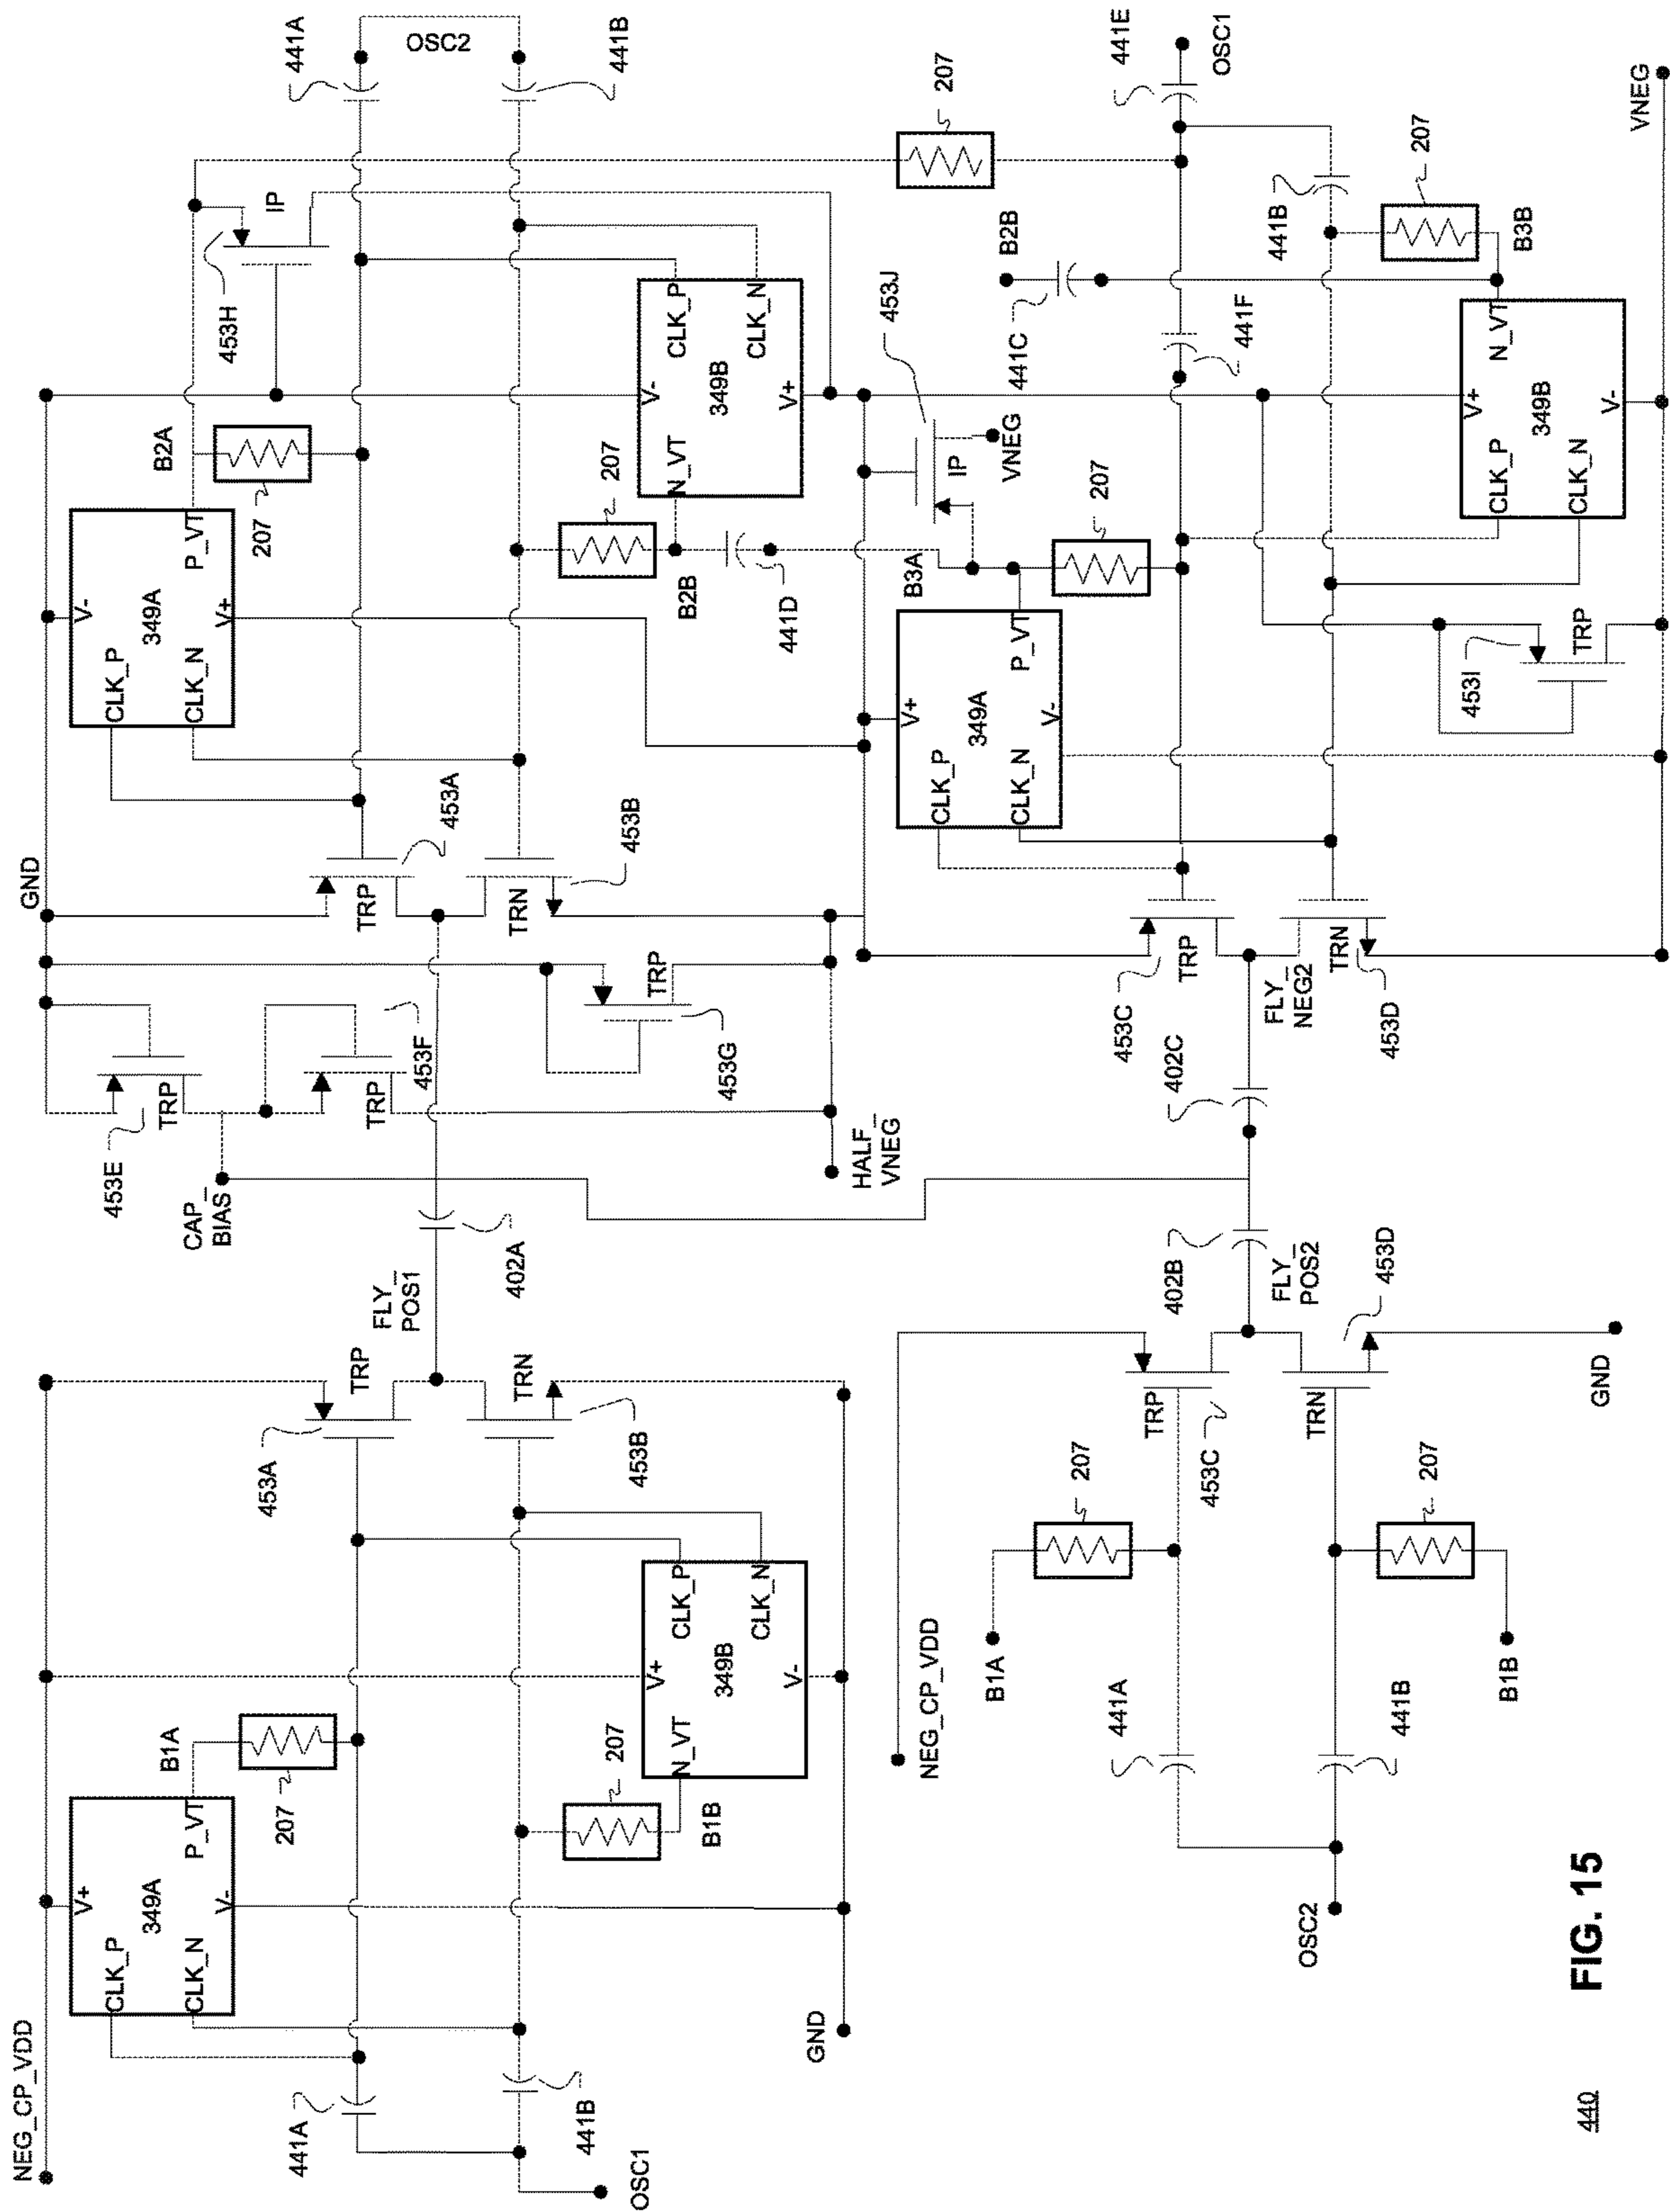 NEG_CP_VDD
V+
CLK_P
349A
P_VT
CLK_N
V-
B1A
207
441A
441B
OSC1
GND
207
B1B
V+
N_VT
349B
CLK_P
CLK_N
V-
453A
TRP
TRN
453B
FLY_
POS1
402A
CAP_
BIAS
453E
TRP
TRP
453F
TRP
453G
HALF_
VNEG
GND
TRP
453A
TRN
453B
V-
CLK_P
349A
P_VT
CLK_N
V+
B2A
207
207
B2B
441D
V-
N_VT
349B
CLK_P
CLK_N
V+
453H
IP
441A
OSC2
441B
NEG_CP_VDD
B1A
207
441A
441B
OSC2
B1B
207
TRP
453C
TRN
453D
GND
402B
FLY_
POS2
402C
FLY_
NEG2
453C
TRP
TRN
453D
V+
CLK_P
349A
P_VT
CLK_N
V-
B3A
207
IP
VNEG
453J
441C
B2B
441F
207
441E
OSC1
441B
207
B3B
V+
CLK_P
349B
N_VT
CLK_N
V-
453I
TRP
VNEG
440
FIG. 15